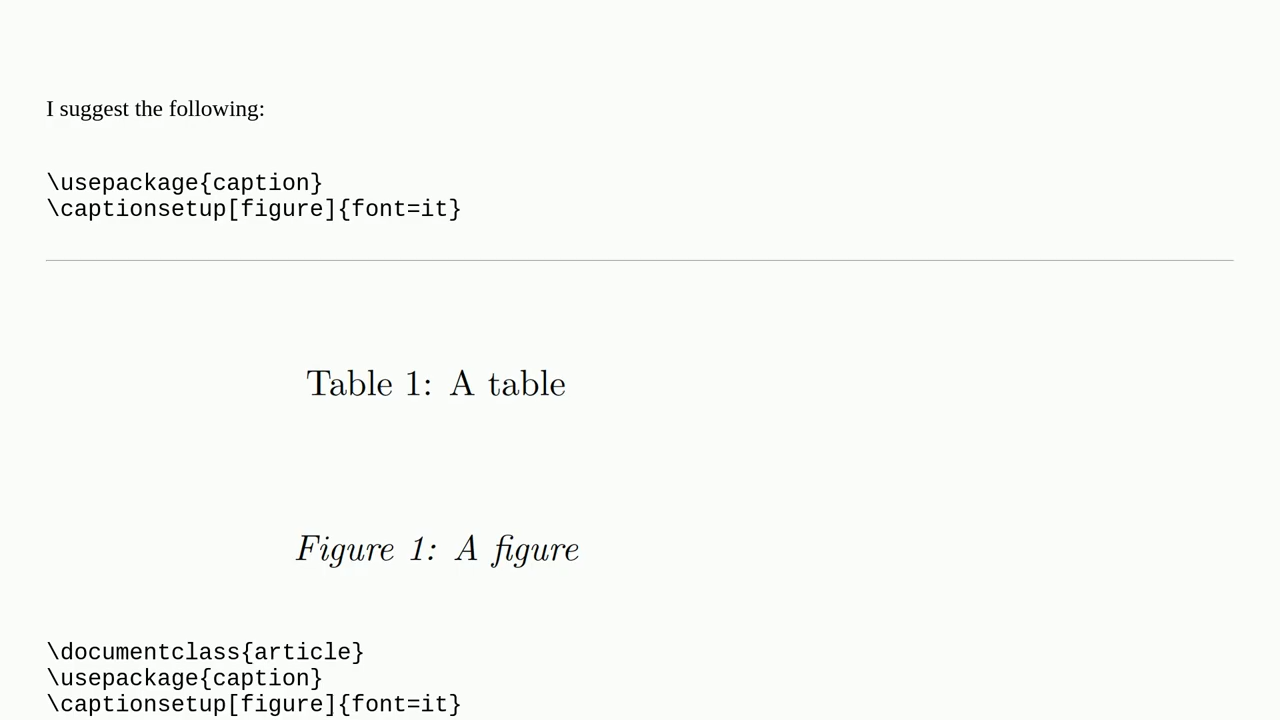 I suggest the following:
\usepackage{caption}
\captionsetup[figure]{font=it}
Table 1: A table
Figure 1: A figure
\documentclass{article}
\usepackage{caption}
\captionsetup[figure]{font=it}